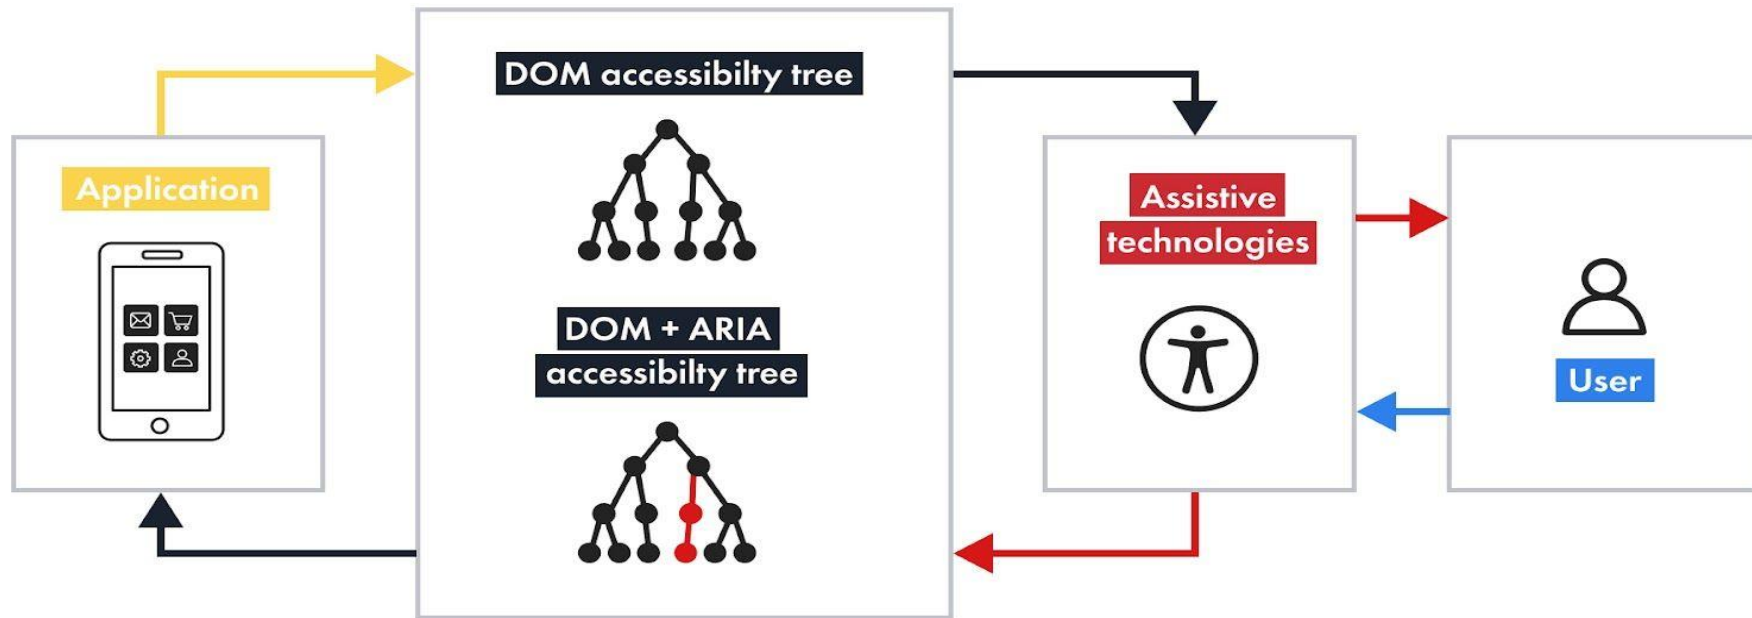 Application
DOM accessibilty tree
DOM + ARIA
accessibilty tree
Assistive
technologies
User